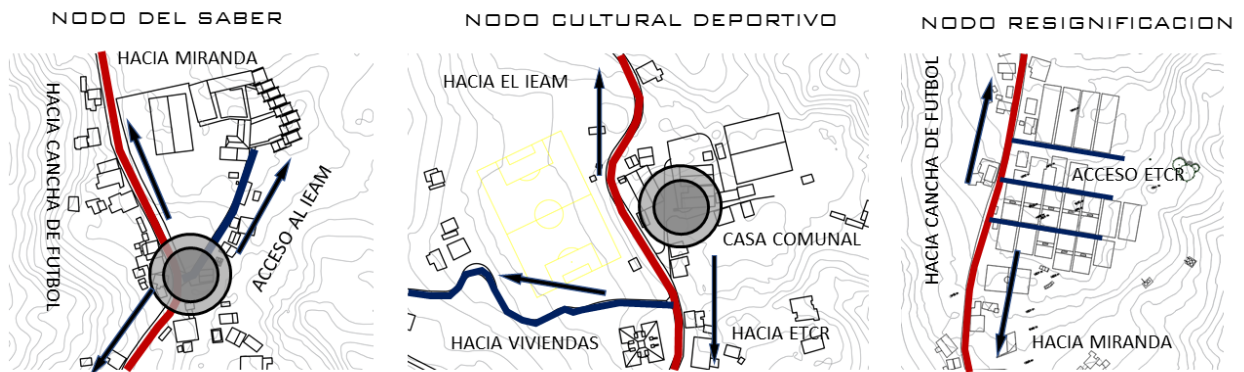 NODO DEL SABER
HACIA MIRANDA
HACIA CANCHA DE FUTBOL
ACCESO AL IEAM
NODO CULTURAL DEPORTIVO
HACIA EL IEAM
CASA COMUNAL
HACIA VIVIENDAS
HACIA ETCR
NODO RESIGNIFICACION
HACIA CANCHA DE FUTBOL
ACCESO ETCR
HACIA MIRANDA